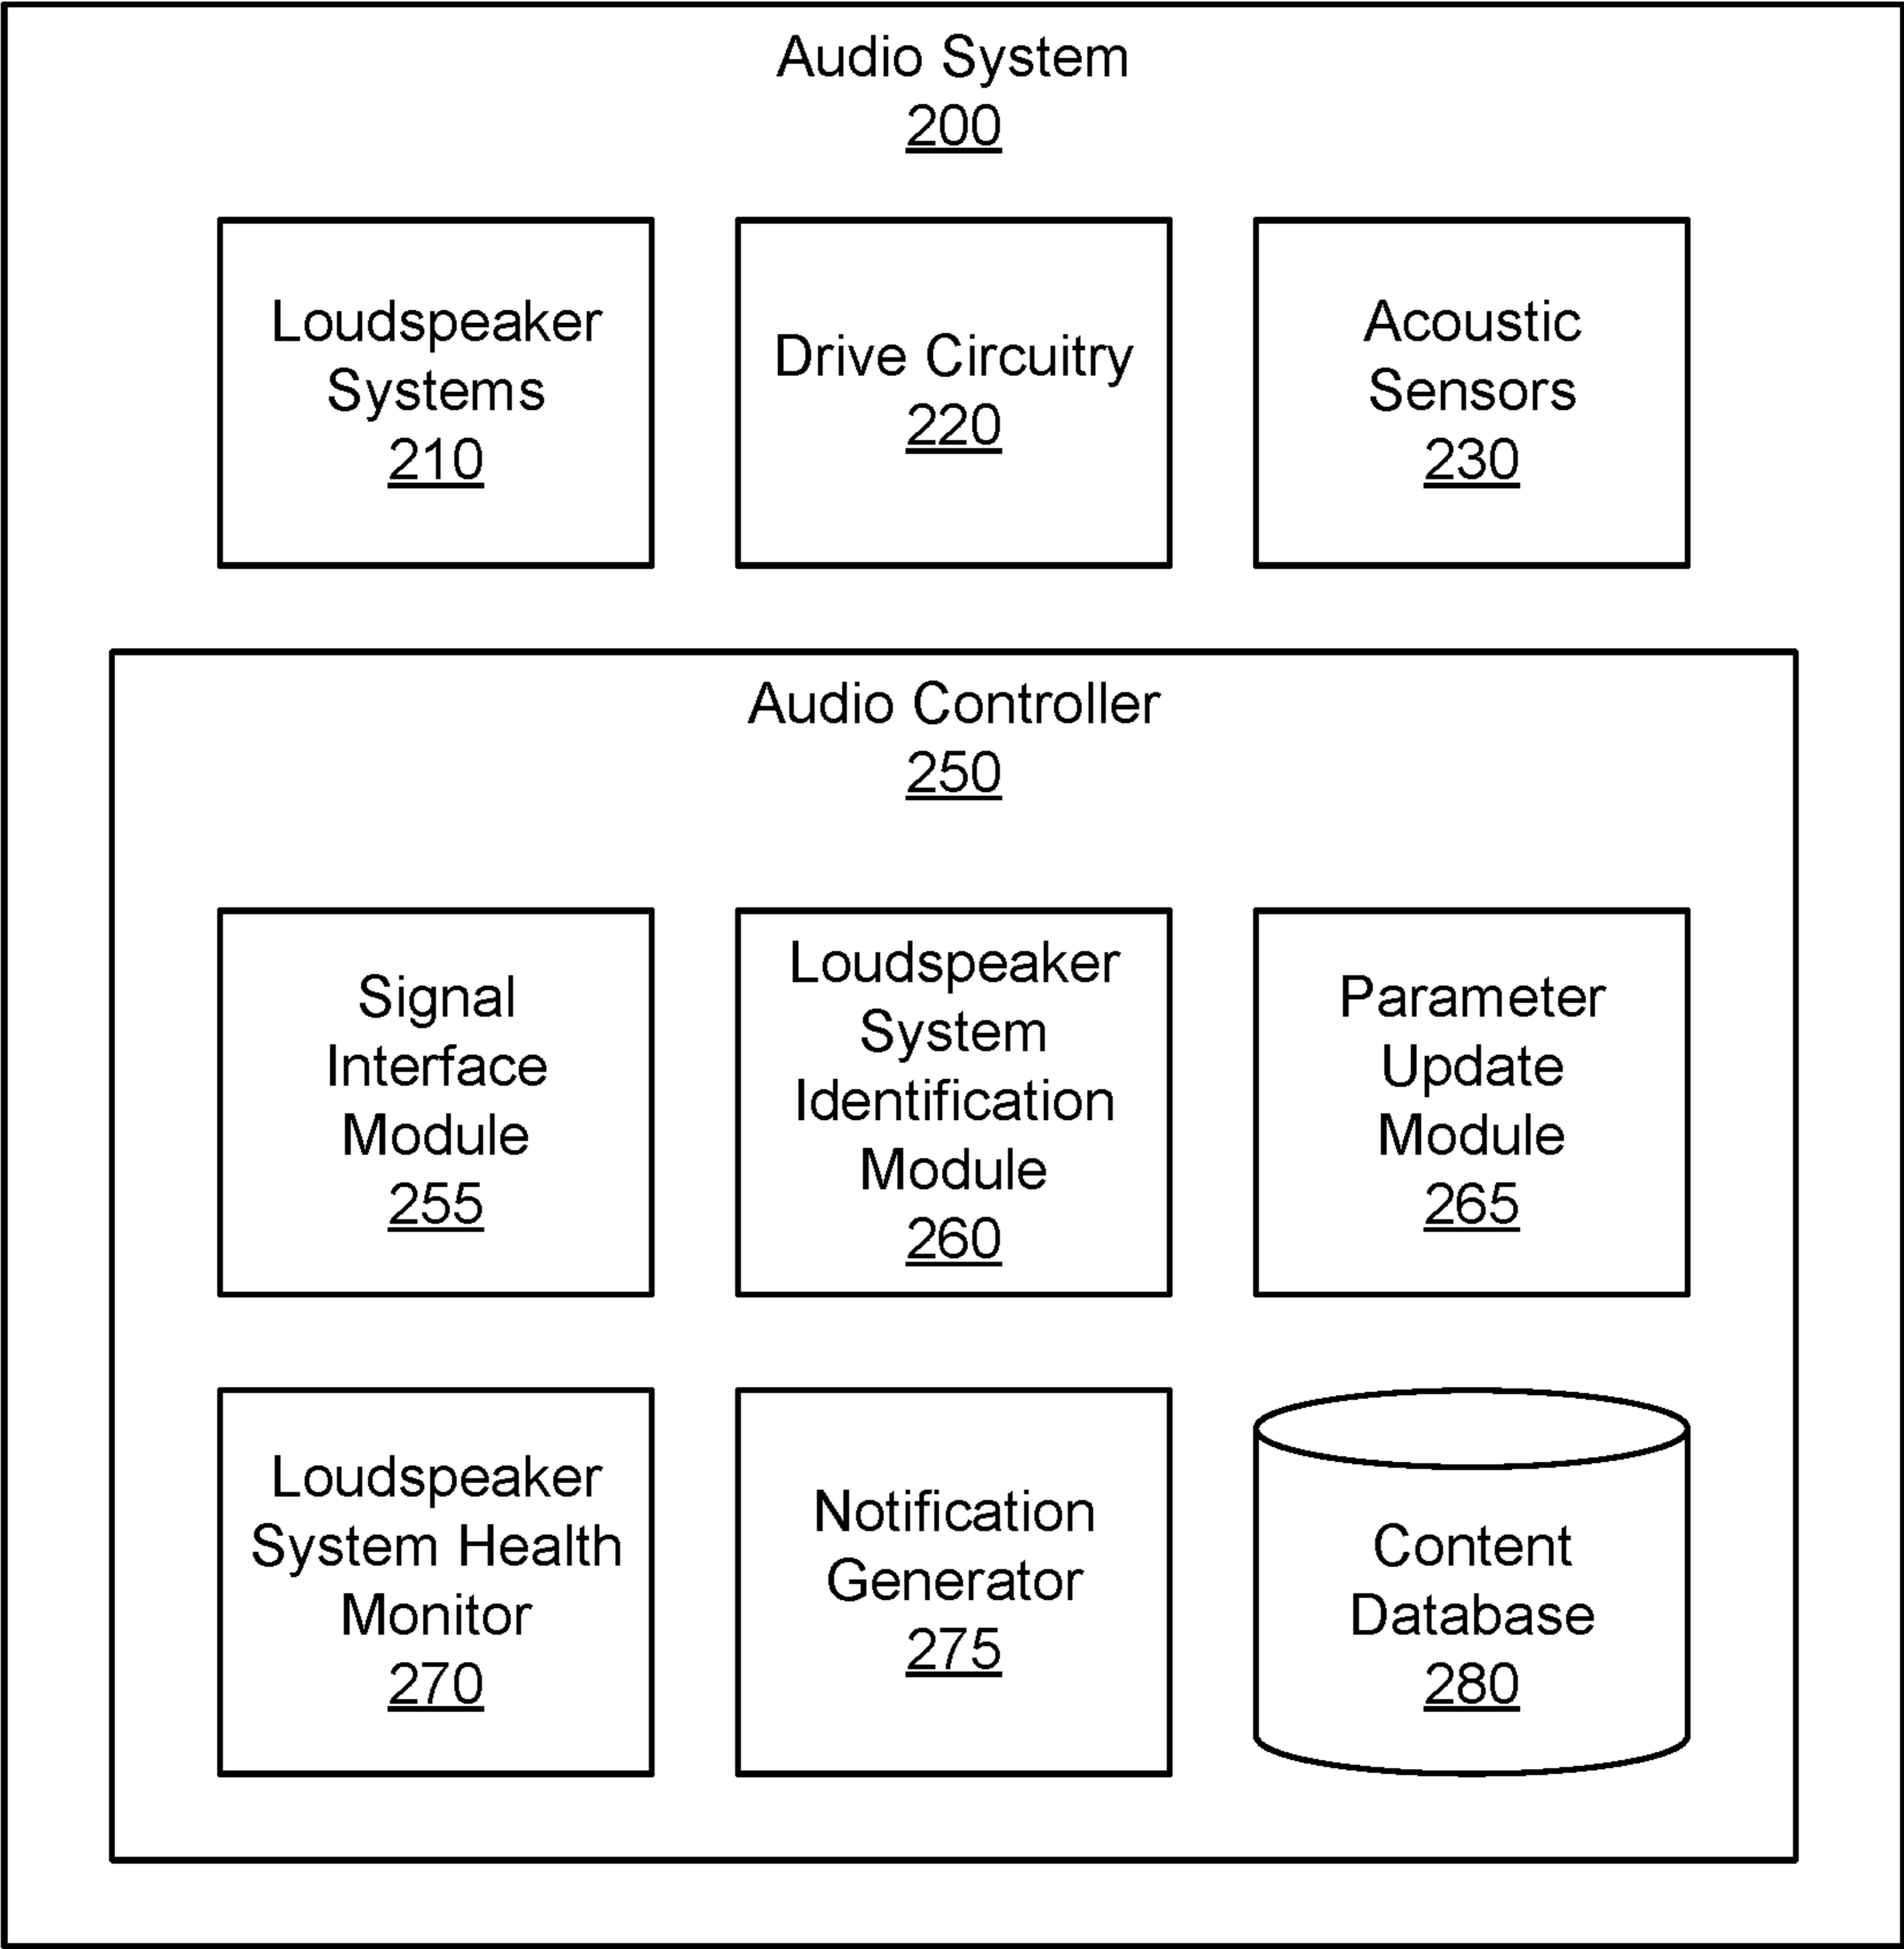 Audio System
200
Loudspeaker
Systems
210
Drive Circuitry
220
Acoustic
Sensors
230
Audio Controller
250
Signal
Interface
Module
255
Loudspeaker
System
Identification
Module
260
Parameter
Update
Module
265
Loudspeaker
System Health
Monitor
270
Notification
Generator
275
Content
Database
280